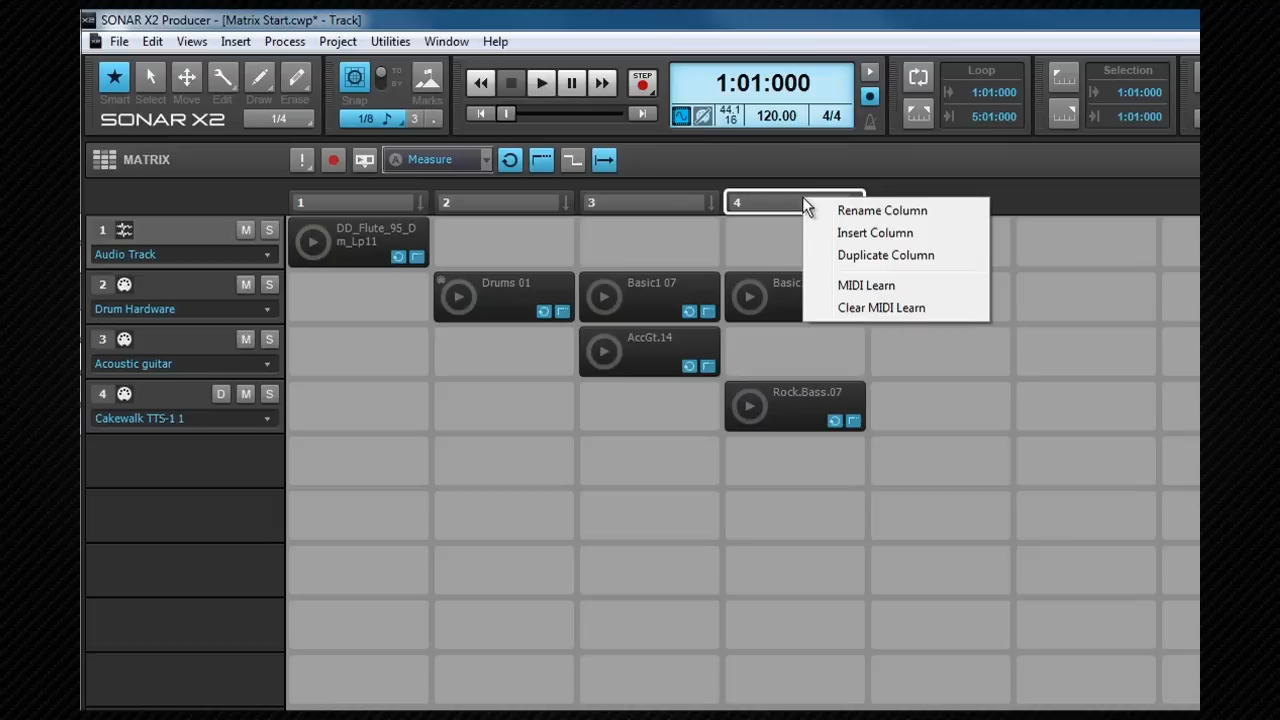 SONAR X2 Producer - [Matrix Start.cwp* - Track]
File Edit Views Insert Process Project Utilities Window Help
Smart Select Move Edit Draw Erase
SONAR X2 1/4
TO
BY
Snap Marks
1/8 3 .
STEP
1:01:000
44.1
16
120.00 4/4
Loop
1:01:000
5:01:000
Selection
1:01:000
1:01:000
MATRIX ! A Measure
1 2 3 4
Rename Column
Insert Column
Duplicate Column
MIDI Learn
Clear MIDI Learn
1 M S
Audio Track
DD_Flute_95_D
m_Lp11
2 M S
Drum Hardware
Drums 01
Basic1 07
Basic
3 M S
Acoustic guitar
AccGt.14
4 D M S
Cakewalk TTS-1 1
Rock.Bass.07